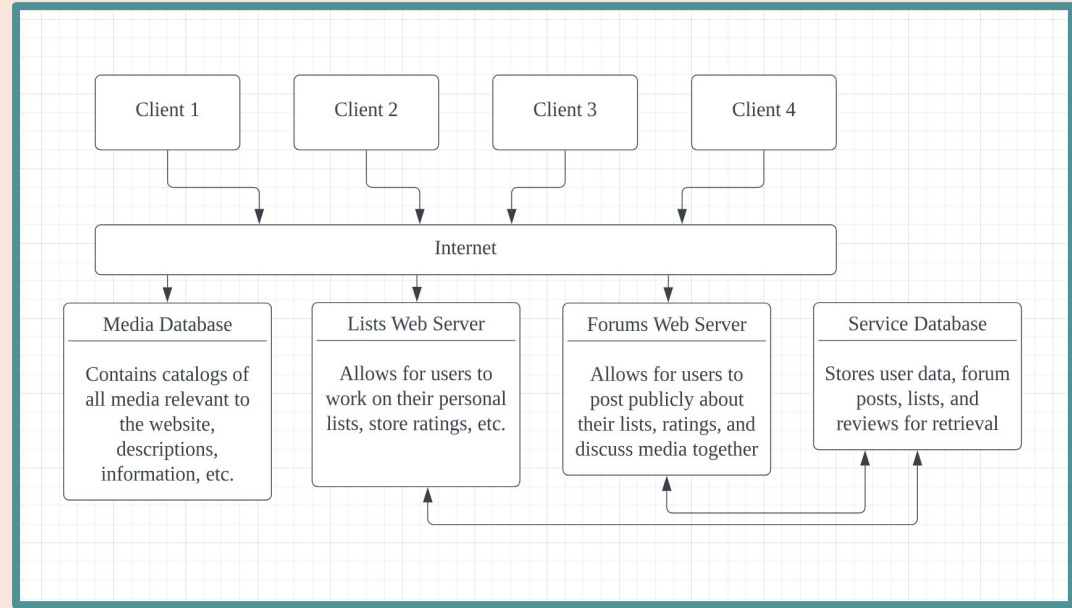 Client 1
Client 2
Client 3
Client 4
Internet
Media Database
Contains catalogs of
all media relevant to
the website,
descriptions,
information, etc.
Lists Web Server
Allows for users to
work on their personal
lists, store ratings, etc.
Forums Web Server
Allows for users to
post publicly about
their lists, ratings, and
discuss media together
Service Database
Stores user data, forum
posts, lists, and
reviews for retrieval